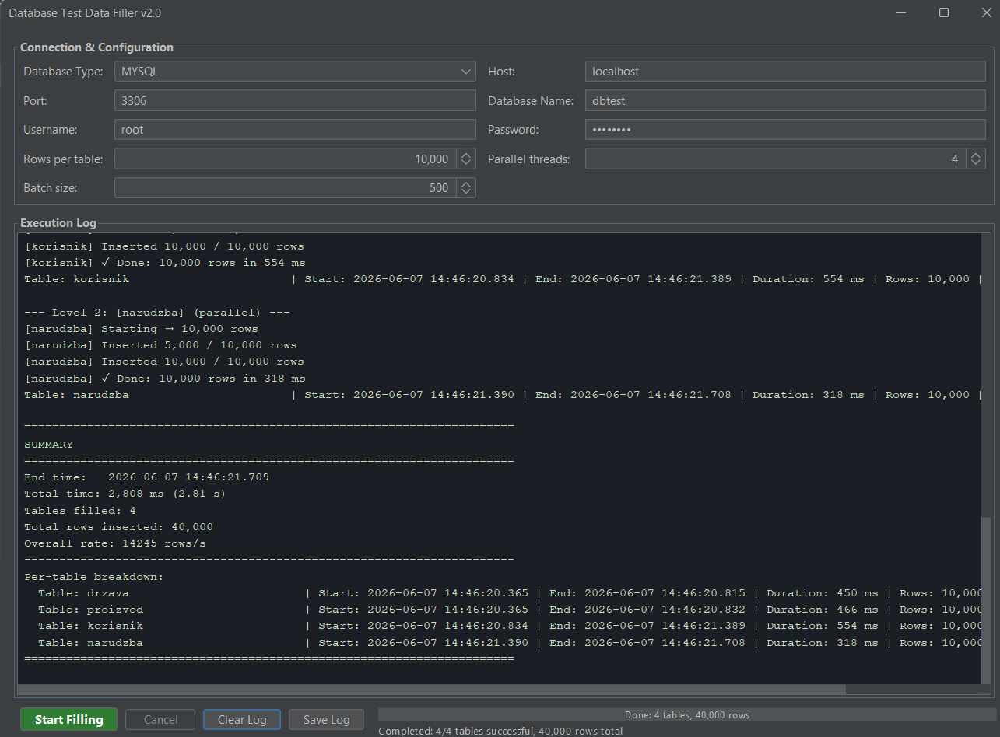 Database Test Data Filler v2.0
Connection & Configuration
Database Type: MYSQL Host: localhost
Port: 3306 Database Name: dbtest
Username: root Password: ••••••••
Rows per table: 10,000 Parallel threads: 4
Batch size: 500
Execution Log
[korisnik] Inserted 10,000 / 10,000 rows
[korisnik] ✓ Done: 10,000 rows in 554 ms
Table: korisnik | Start: 2026-06-07 14:46:20.834 | End: 2026-06-07 14:46:21.389 | Duration: 554 ms | Rows: 10,000 |
--- Level 2: [narudzba] (parallel) ---
[narudzba] Starting → 10,000 rows
[narudzba] Inserted 5,000 / 10,000 rows
[narudzba] Inserted 10,000 / 10,000 rows
[narudzba] ✓ Done: 10,000 rows in 318 ms
Table: narudzba | Start: 2026-06-07 14:46:21.390 | End: 2026-06-07 14:46:21.708 | Duration: 318 ms | Rows: 10,000 |
======================================================================
SUMMARY
======================================================================
End time: 2026-06-07 14:46:21.709
Total time: 2,808 ms (2.81 s)
Tables filled: 4
Total rows inserted: 40,000
Overall rate: 14245 rows/s
----------------------------------------------------------------------
Per-table breakdown:
Table: drzava | Start: 2026-06-07 14:46:20.365 | End: 2026-06-07 14:46:20.815 | Duration: 450 ms | Rows: 10,000
Table: proizvod | Start: 2026-06-07 14:46:20.365 | End: 2026-06-07 14:46:20.832 | Duration: 466 ms | Rows: 10,000
Table: korisnik | Start: 2026-06-07 14:46:20.834 | End: 2026-06-07 14:46:21.389 | Duration: 554 ms | Rows: 10,000
Table: narudzba | Start: 2026-06-07 14:46:21.390 | End: 2026-06-07 14:46:21.708 | Duration: 318 ms | Rows: 10,000
======================================================================
Start Filling Cancel Clear Log Save Log Done: 4 tables, 40,000 rows
Completed: 4/4 tables successful, 40,000 rows total